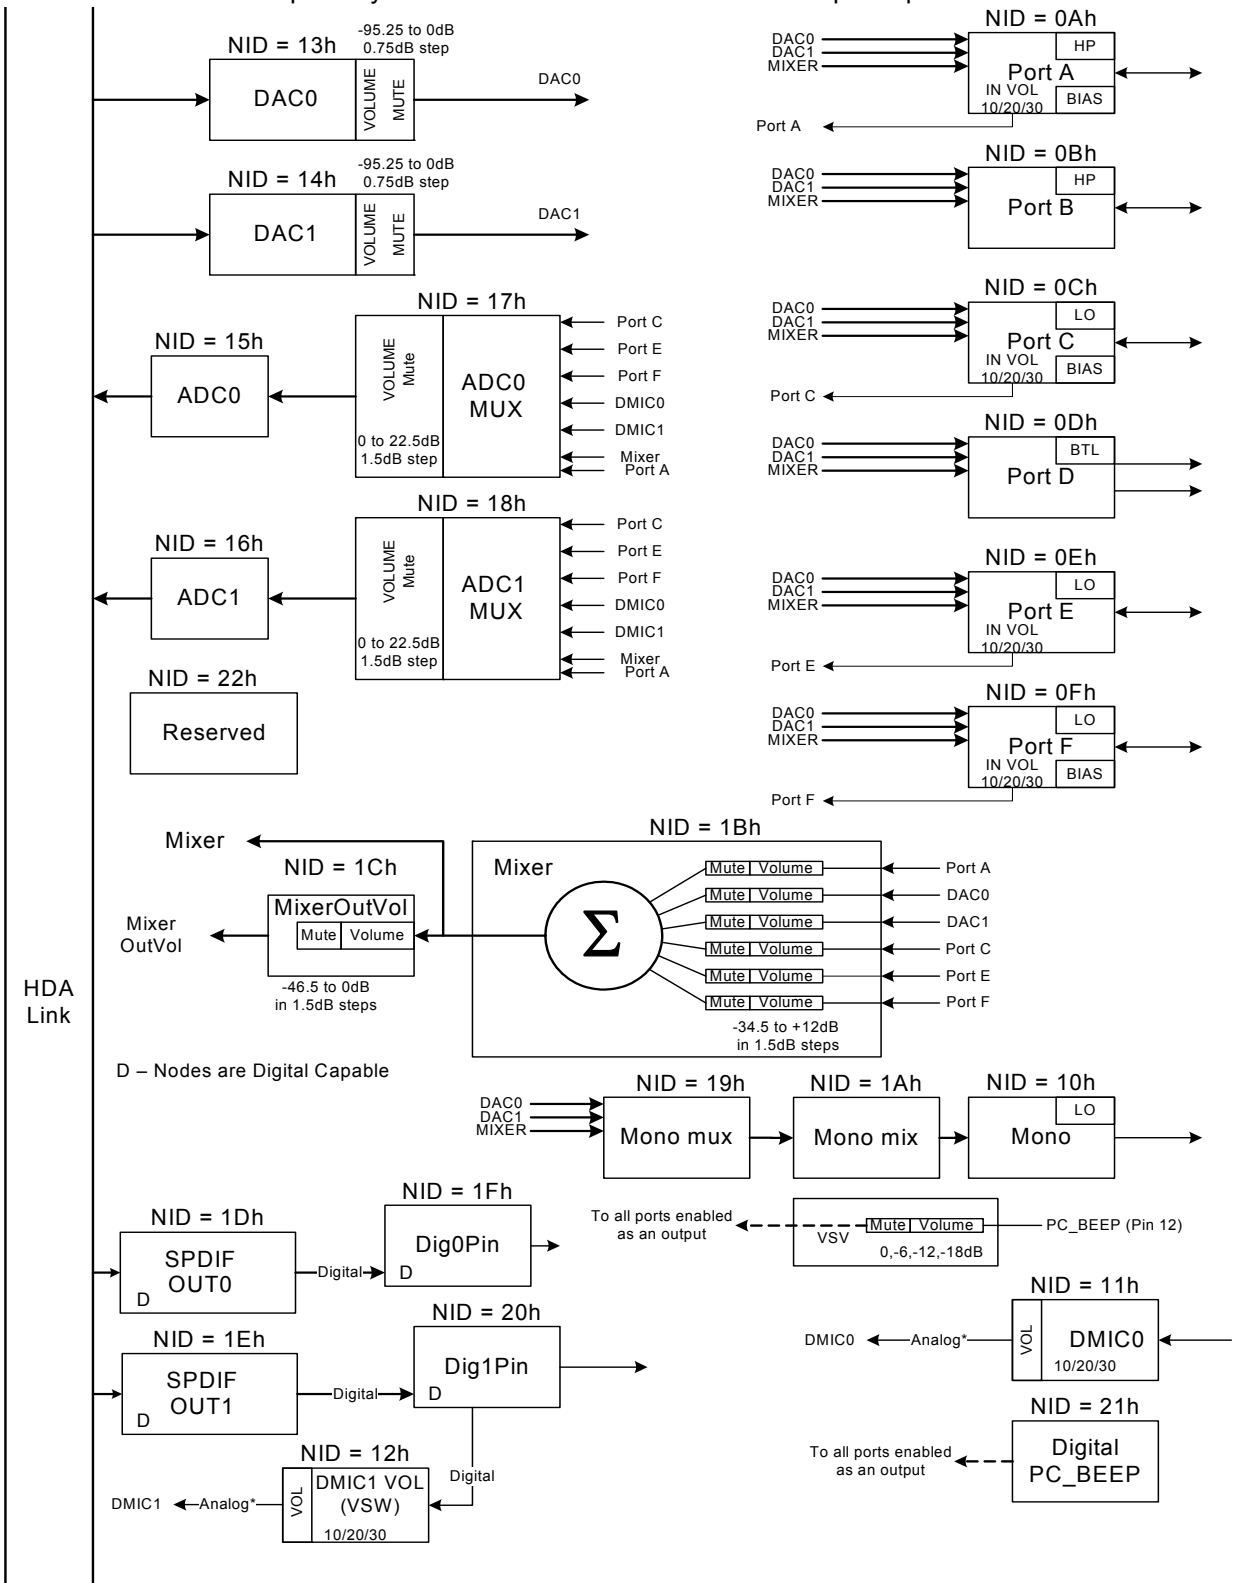 NID = 13h
-95.25 to 0dB
0.75dB step
DAC0
VOLUME
MUTE
DAC0
NID = 14h
-95.25 to 0dB
0.75dB step
DAC1
VOLUME
MUTE
DAC1
NID = 17h
NID = 15h
ADC0
VOLUME
Mute
0 to 22.5dB
1.5dB step
ADC0
MUX
Port C
Port E
Port F
DMIC0
DMIC1
Mixer
Port A
NID = 18h
NID = 16h
ADC1
VOLUME
Mute
0 to 22.5dB
1.5dB step
ADC1
MUX
Port C
Port E
Port F
DMIC0
DMIC1
Mixer
Port A
NID = 22h
Reserved
NID = 0Ah
DAC0
DAC1
MIXER
HP
Port A
IN VOL
10/20/30
BIAS
Port A
NID = 0Bh
DAC0
DAC1
MIXER
HP
Port B
NID = 0Ch
DAC0
DAC1
MIXER
LO
Port C
IN VOL
10/20/30
BIAS
Port C
NID = 0Dh
DAC0
DAC1
MIXER
BTL
Port D
NID = 0Eh
DAC0
DAC1
MIXER
LO
Port E
IN VOL
10/20/30
Port E
NID = 0Fh
DAC0
DAC1
MIXER
LO
Port F
IN VOL
10/20/30
BIAS
Port F
NID = 1Bh
Mixer
Mixer
Σ
Mute Volume
Port A
Mute Volume
DAC0
Mute Volume
DAC1
Mute Volume
Port C
Mute Volume
Port E
Mute Volume
Port F
-34.5 to +12dB
in 1.5dB steps
NID = 1Ch
MixerOutVol
Mute Volume
Mixer
OutVol
-46.5 to 0dB
in 1.5dB steps
HDA
Link
D – Nodes are Digital Capable
NID = 19h
NID = 1Ah
NID = 10h
DAC0
DAC1
MIXER
Mono mux
Mono mix
LO
Mono
NID = 1Fh
NID = 1Dh
SPDIF
OUT0
D
Digital
Dig0Pin
D
To all ports enabled
as an output
VSV
Mute Volume
PC_BEEP (Pin 12)
0,-6,-12,-18dB
NID = 20h
NID = 1Eh
SPDIF
OUT1
D
Digital
Dig1Pin
D
NID = 11h
DMIC0
Analog*
VOL
DMIC0
10/20/30
NID = 12h
DMIC1
Analog*
VOL
DMIC1 VOL
(VSW)
10/20/30
Digital
NID = 21h
To all ports enabled
as an output
Digital
PC_BEEP